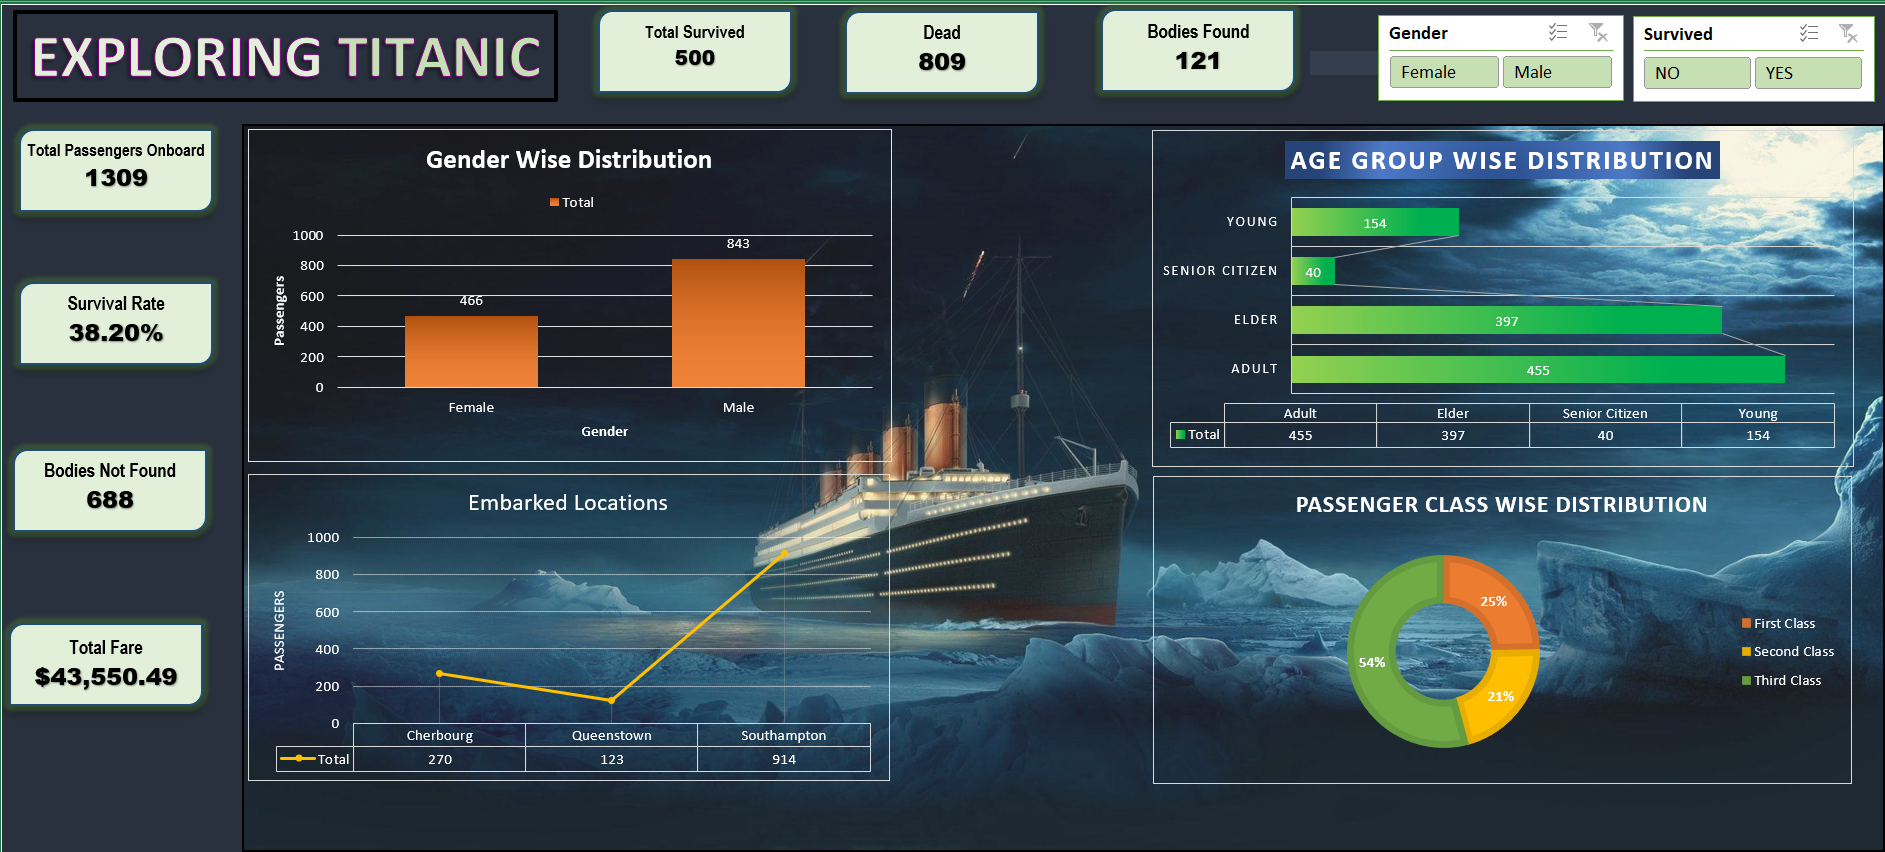 EXPLORING TITANIC
Total Survived
500
Dead
809
Bodies Found
121
Gender
Female Male
Survived
NO YES
Total Passengers Onboard
1309
Survival Rate
38.20%
Bodies Not Found
688
Total Fare
$43,550.49
Gender Wise Distribution
Total
1000
800
600
400
200
0
Passengers
466
843
Female Male
Gender
AGE GROUP WISE DISTRIBUTION
YOUNG 154
SENIOR CITIZEN 40
ELDER 397
ADULT 455
Adult Elder Senior Citizen Young
Total 455 397 40 154
Embarked Locations
1000
800
600
400
200
0
PASSENGERS
Cherbourg Queenstown Southampton
Total 270 123 914
PASSENGER CLASS WISE DISTRIBUTION
25%
21%
54%
First Class
Second Class
Third Class